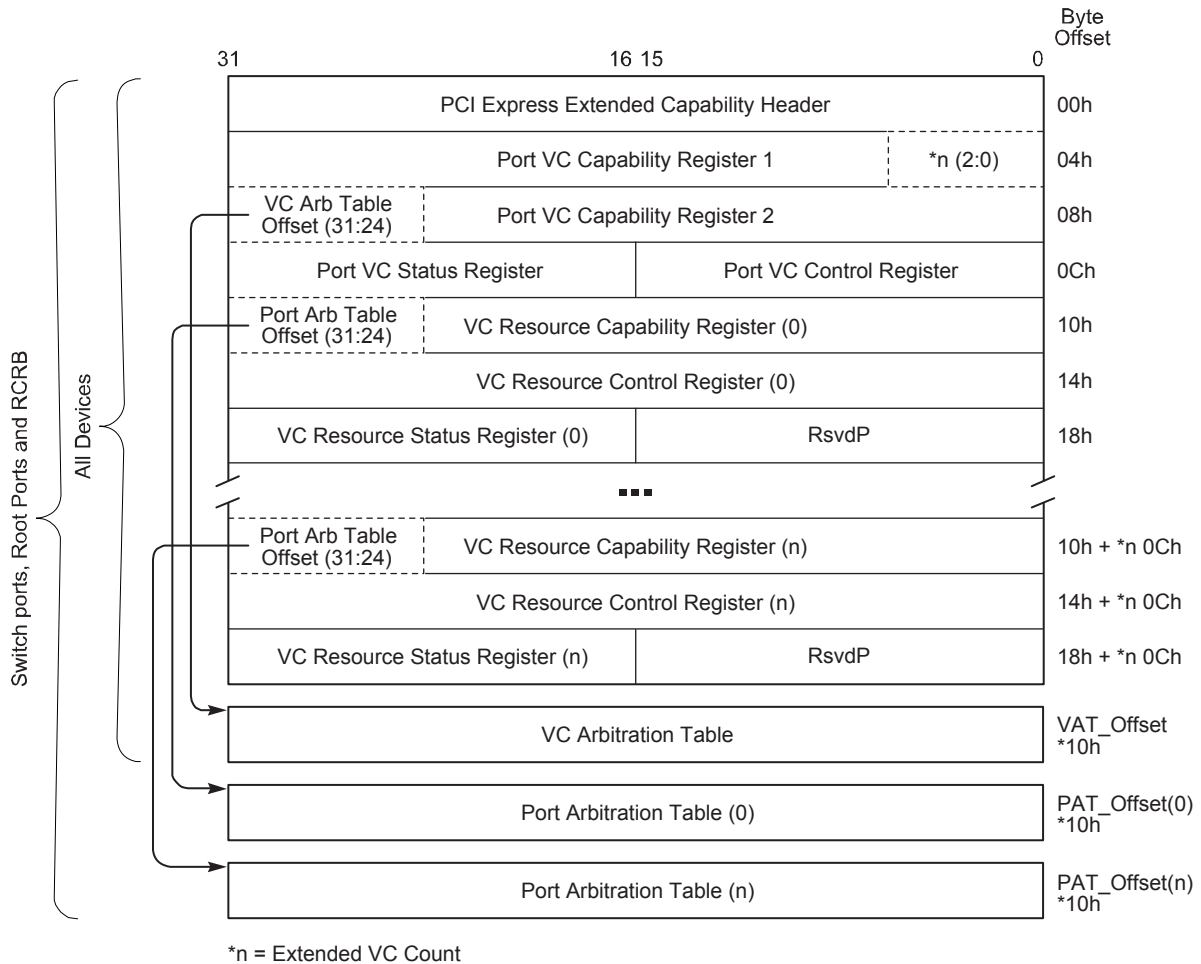 Byte
Offset
31 16 15 0
PCI Express Extended Capability Header 00h
Port VC Capability Register 1 *n (2:0) 04h
VC Arb Table
Offset (31:24) Port VC Capability Register 2 08h
Port VC Status Register Port VC Control Register 0Ch
Port Arb Table
Offset (31:24) VC Resource Capability Register (0) 10h
VC Resource Control Register (0) 14h
VC Resource Status Register (0) RsvdP 18h
Port Arb Table
Offset (31:24) VC Resource Capability Register (n) 10h + *n 0Ch
VC Resource Control Register (n) 14h + *n 0Ch
VC Resource Status Register (n) RsvdP 18h + *n 0Ch
VC Arbitration Table VAT_Offset
*10h
Port Arbitration Table (0) PAT_Offset(0)
*10h
Port Arbitration Table (n) PAT_Offset(n)
*10h
Switch ports, Root Ports and RCRB
All Devices
*n = Extended VC Count